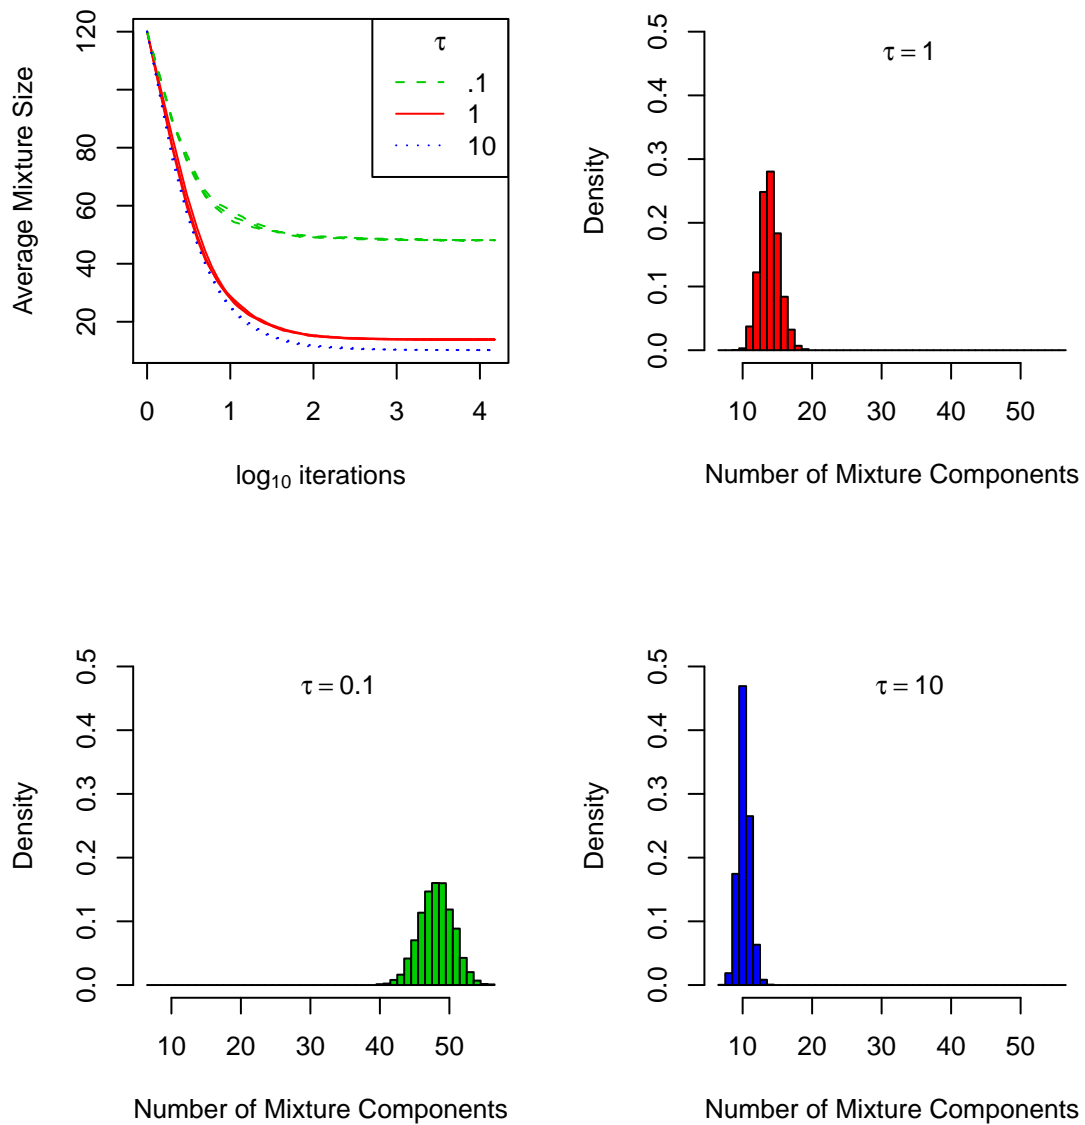 120
80
60
40
20
Average Mixture Size
0 1 2 3 4
log₁₀ iterations
τ
.1
1
10
τ = 1
0.5
0.4
0.3
0.2
0.1
0.0
Density
10 20 30 40 50
Number of Mixture Components
τ = 0.1
0.5
0.4
0.3
0.2
0.1
0.0
Density
10 20 30 40 50
Number of Mixture Components
τ = 10
0.5
0.4
0.3
0.2
0.1
0.0
Density
10 20 30 40 50
Number of Mixture Components